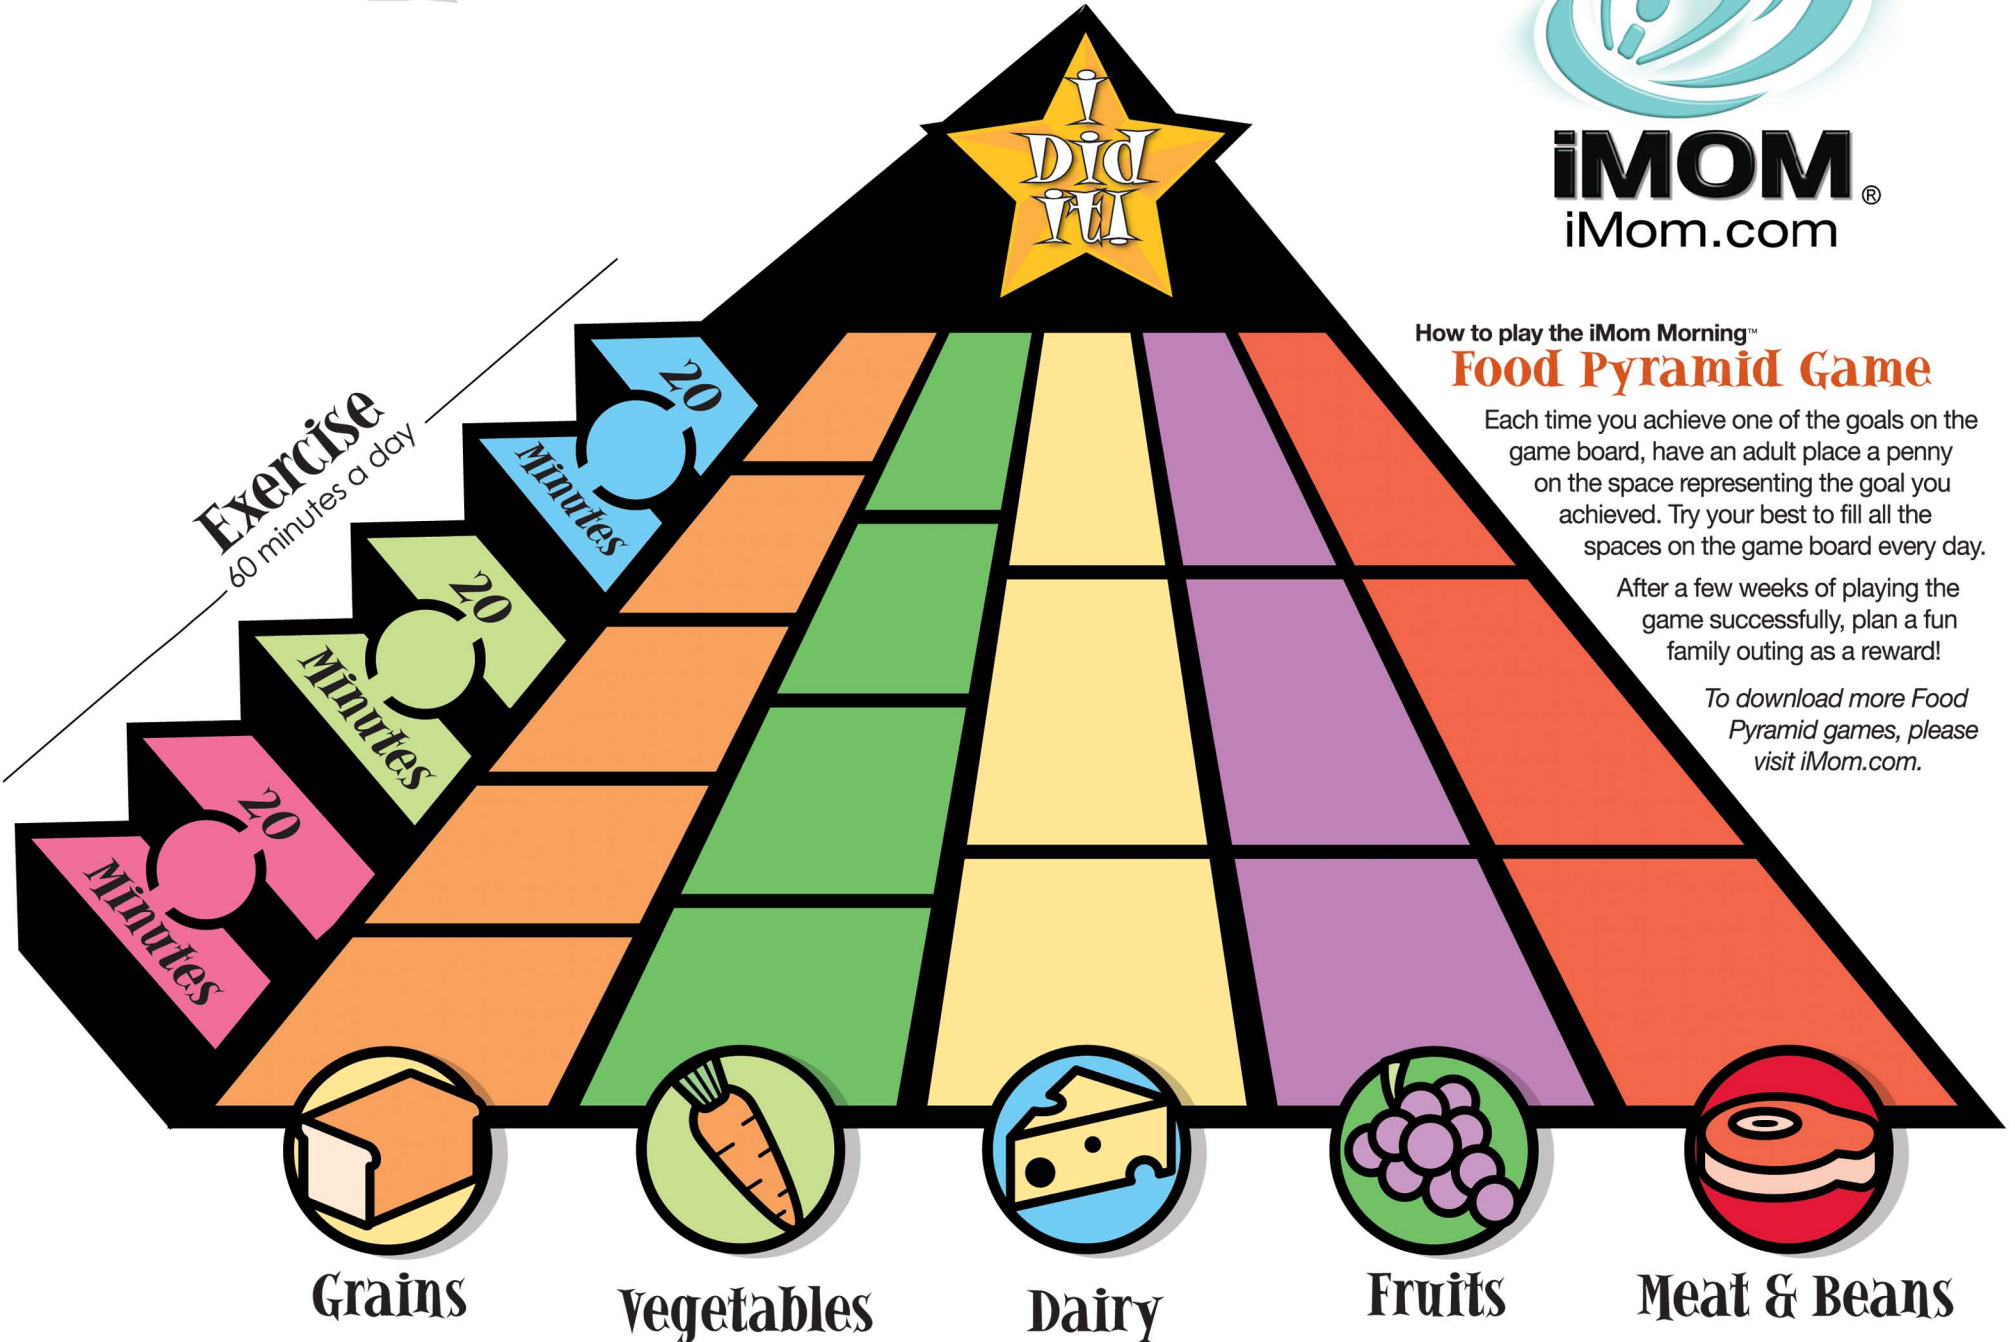 I
Did
it!
iMOM®
iMom.com
How to play the iMom Morning™
Food Pyramid Game
Each time you achieve one of the goals on the
game board, have an adult place a penny
on the space representing the goal you
achieved. Try your best to fill all the
spaces on the game board every day.
After a few weeks of playing the
game successfully, plan a fun
family outing as a reward!
To download more Food
Pyramid games, please
visit iMom.com.
Exercise
60 minutes a day
20
Minutes
20
Minutes
20
Minutes
Grains
Vegetables
Dairy
Fruits
Meat & Beans